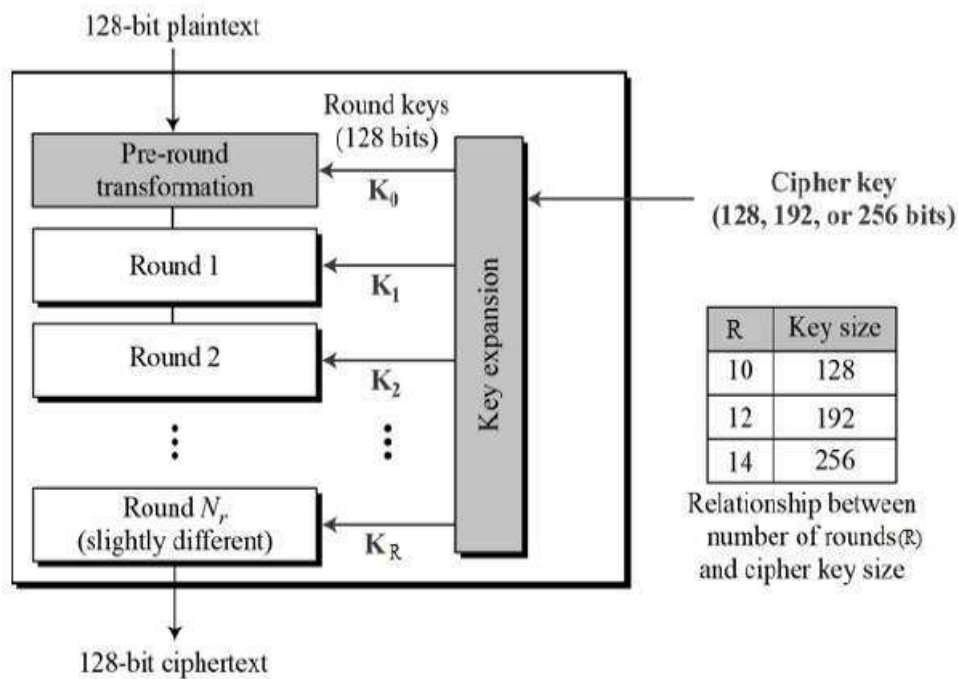 128-bit plaintext
Round keys
(128 bits)
Pre-round
transformation
K0
Cipher key
(128, 192, or 256 bits)
Round 1
K1
Round 2
K2
Key expansion
Round Nr
(slightly different)
KR
128-bit ciphertext
R Key size
10 128
12 192
14 256
Relationship between
number of rounds(R)
and cipher key size